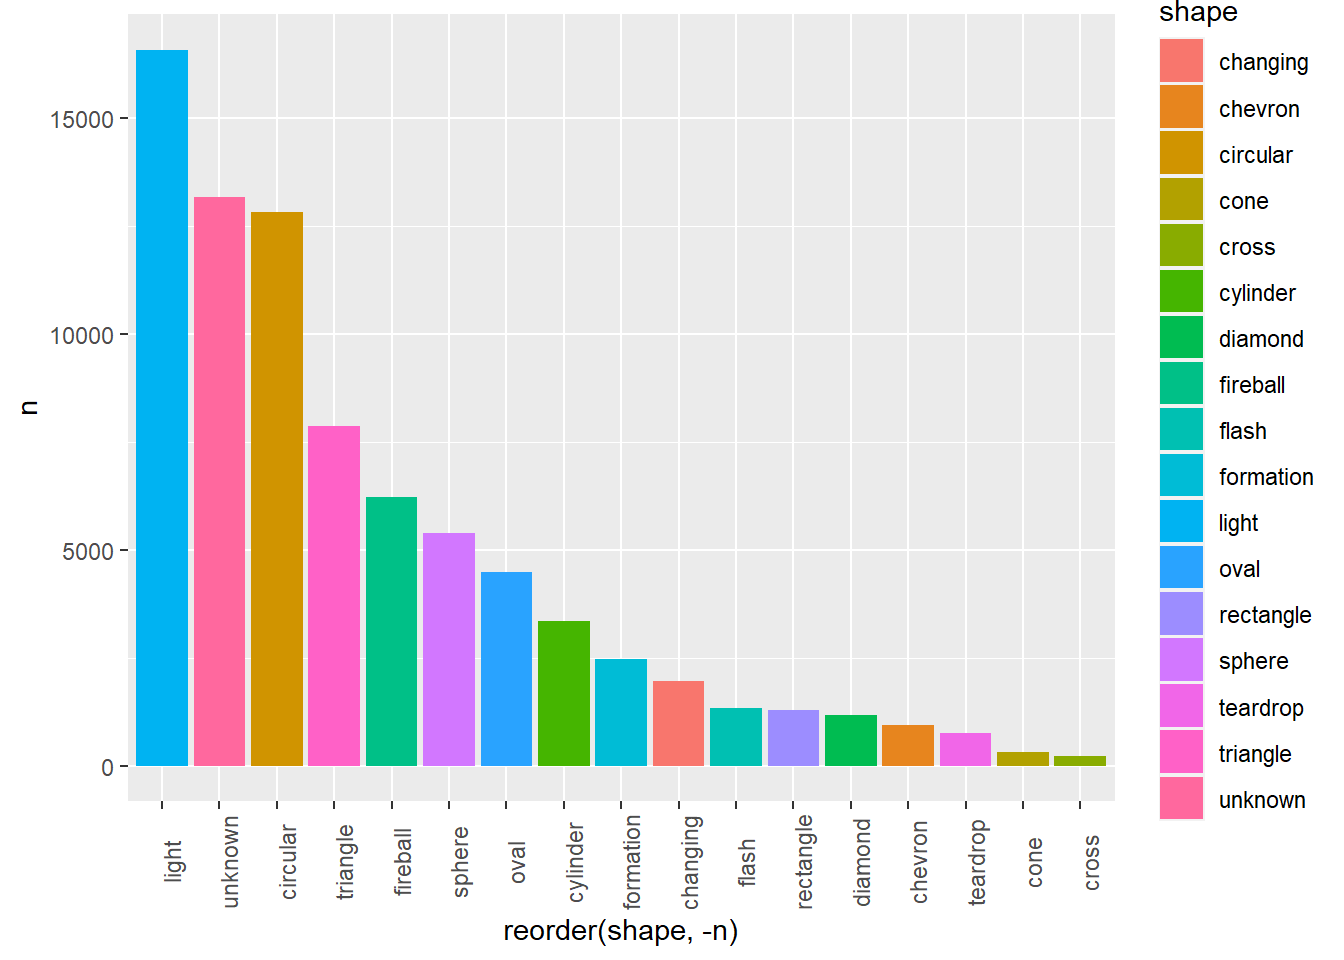 shape
changing
chevron
circular
cone
cross
cylinder
diamond
fireball
flash
formation
light
oval
rectangle
sphere
teardrop
triangle
unknown
n
15000
10000
5000
0
light
unknown
circular
triangle
fireball
sphere
oval
cylinder
formation
changing
flash
rectangle
diamond
chevron
teardrop
cone
cross
reorder(shape, -n)